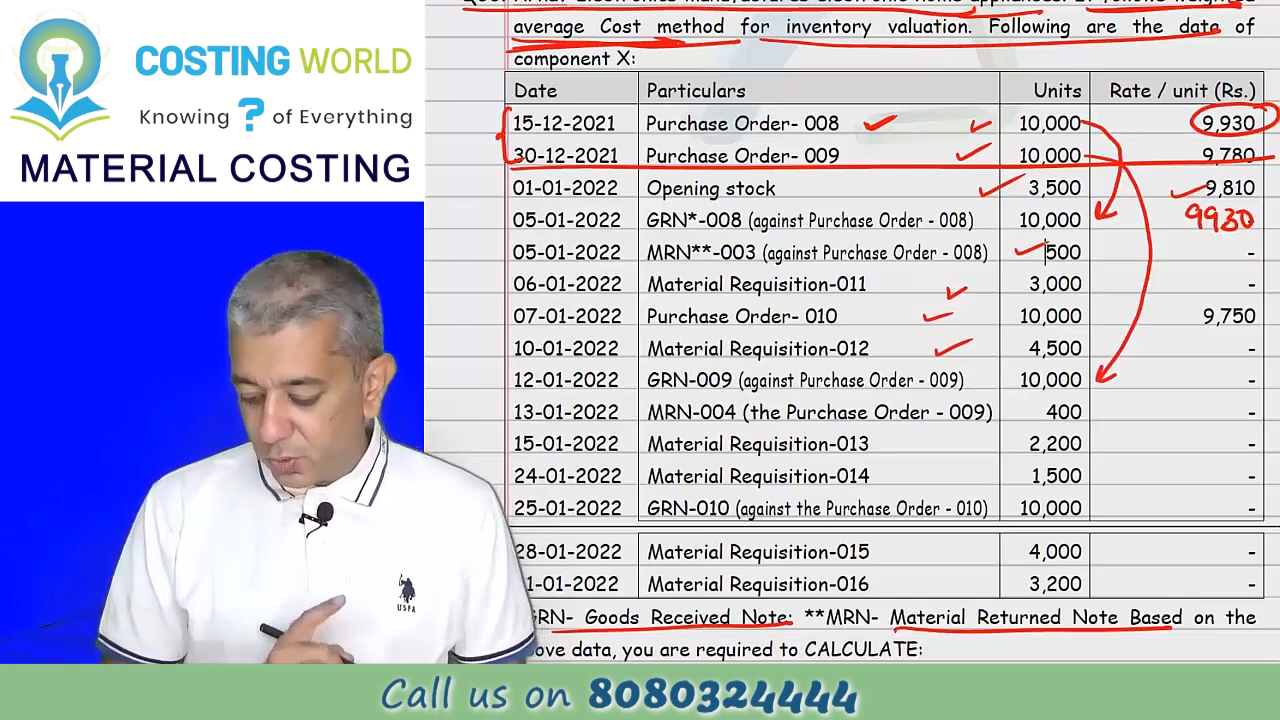 COSTING WORLD
Knowing ? of Everything
MATERIAL COSTING
average Cost method for inventory valuation. Following are the data of
component X:
Date Particulars Units Rate / unit (Rs.)
15-12-2021 Purchase Order- 008 10,000 9,930
30-12-2021 Purchase Order- 009 10,000 9,780
01-01-2022 Opening stock 3,500 9,810
05-01-2022 GRN*-008 (against Purchase Order - 008) 10,000 9930
05-01-2022 MRN**-003 (against Purchase Order - 008) 500 -
06-01-2022 Material Requisition-011 3,000 -
07-01-2022 Purchase Order- 010 10,000 9,750
10-01-2022 Material Requisition-012 4,500 -
12-01-2022 GRN-009 (against Purchase Order - 009) 10,000 -
13-01-2022 MRN-004 (the Purchase Order - 009) 400 -
15-01-2022 Material Requisition-013 2,200 -
24-01-2022 Material Requisition-014 1,500 -
25-01-2022 GRN-010 (against the Purchase Order - 010) 10,000 -
28-01-2022 Material Requisition-015 4,000 -
1-01-2022 Material Requisition-016 3,200 -
RN- Goods Received Note: **MRN- Material Returned Note Based on the
data, you are required to CALCULATE:
USPA
Call us on 8080324444